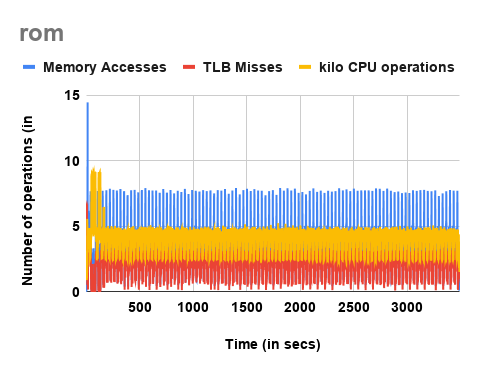 rom
Memory Accesses TLB Misses kilo CPU operations
Number of operations (in
15
10
5
0
500 1000 1500 2000 2500 3000
Time (in secs)